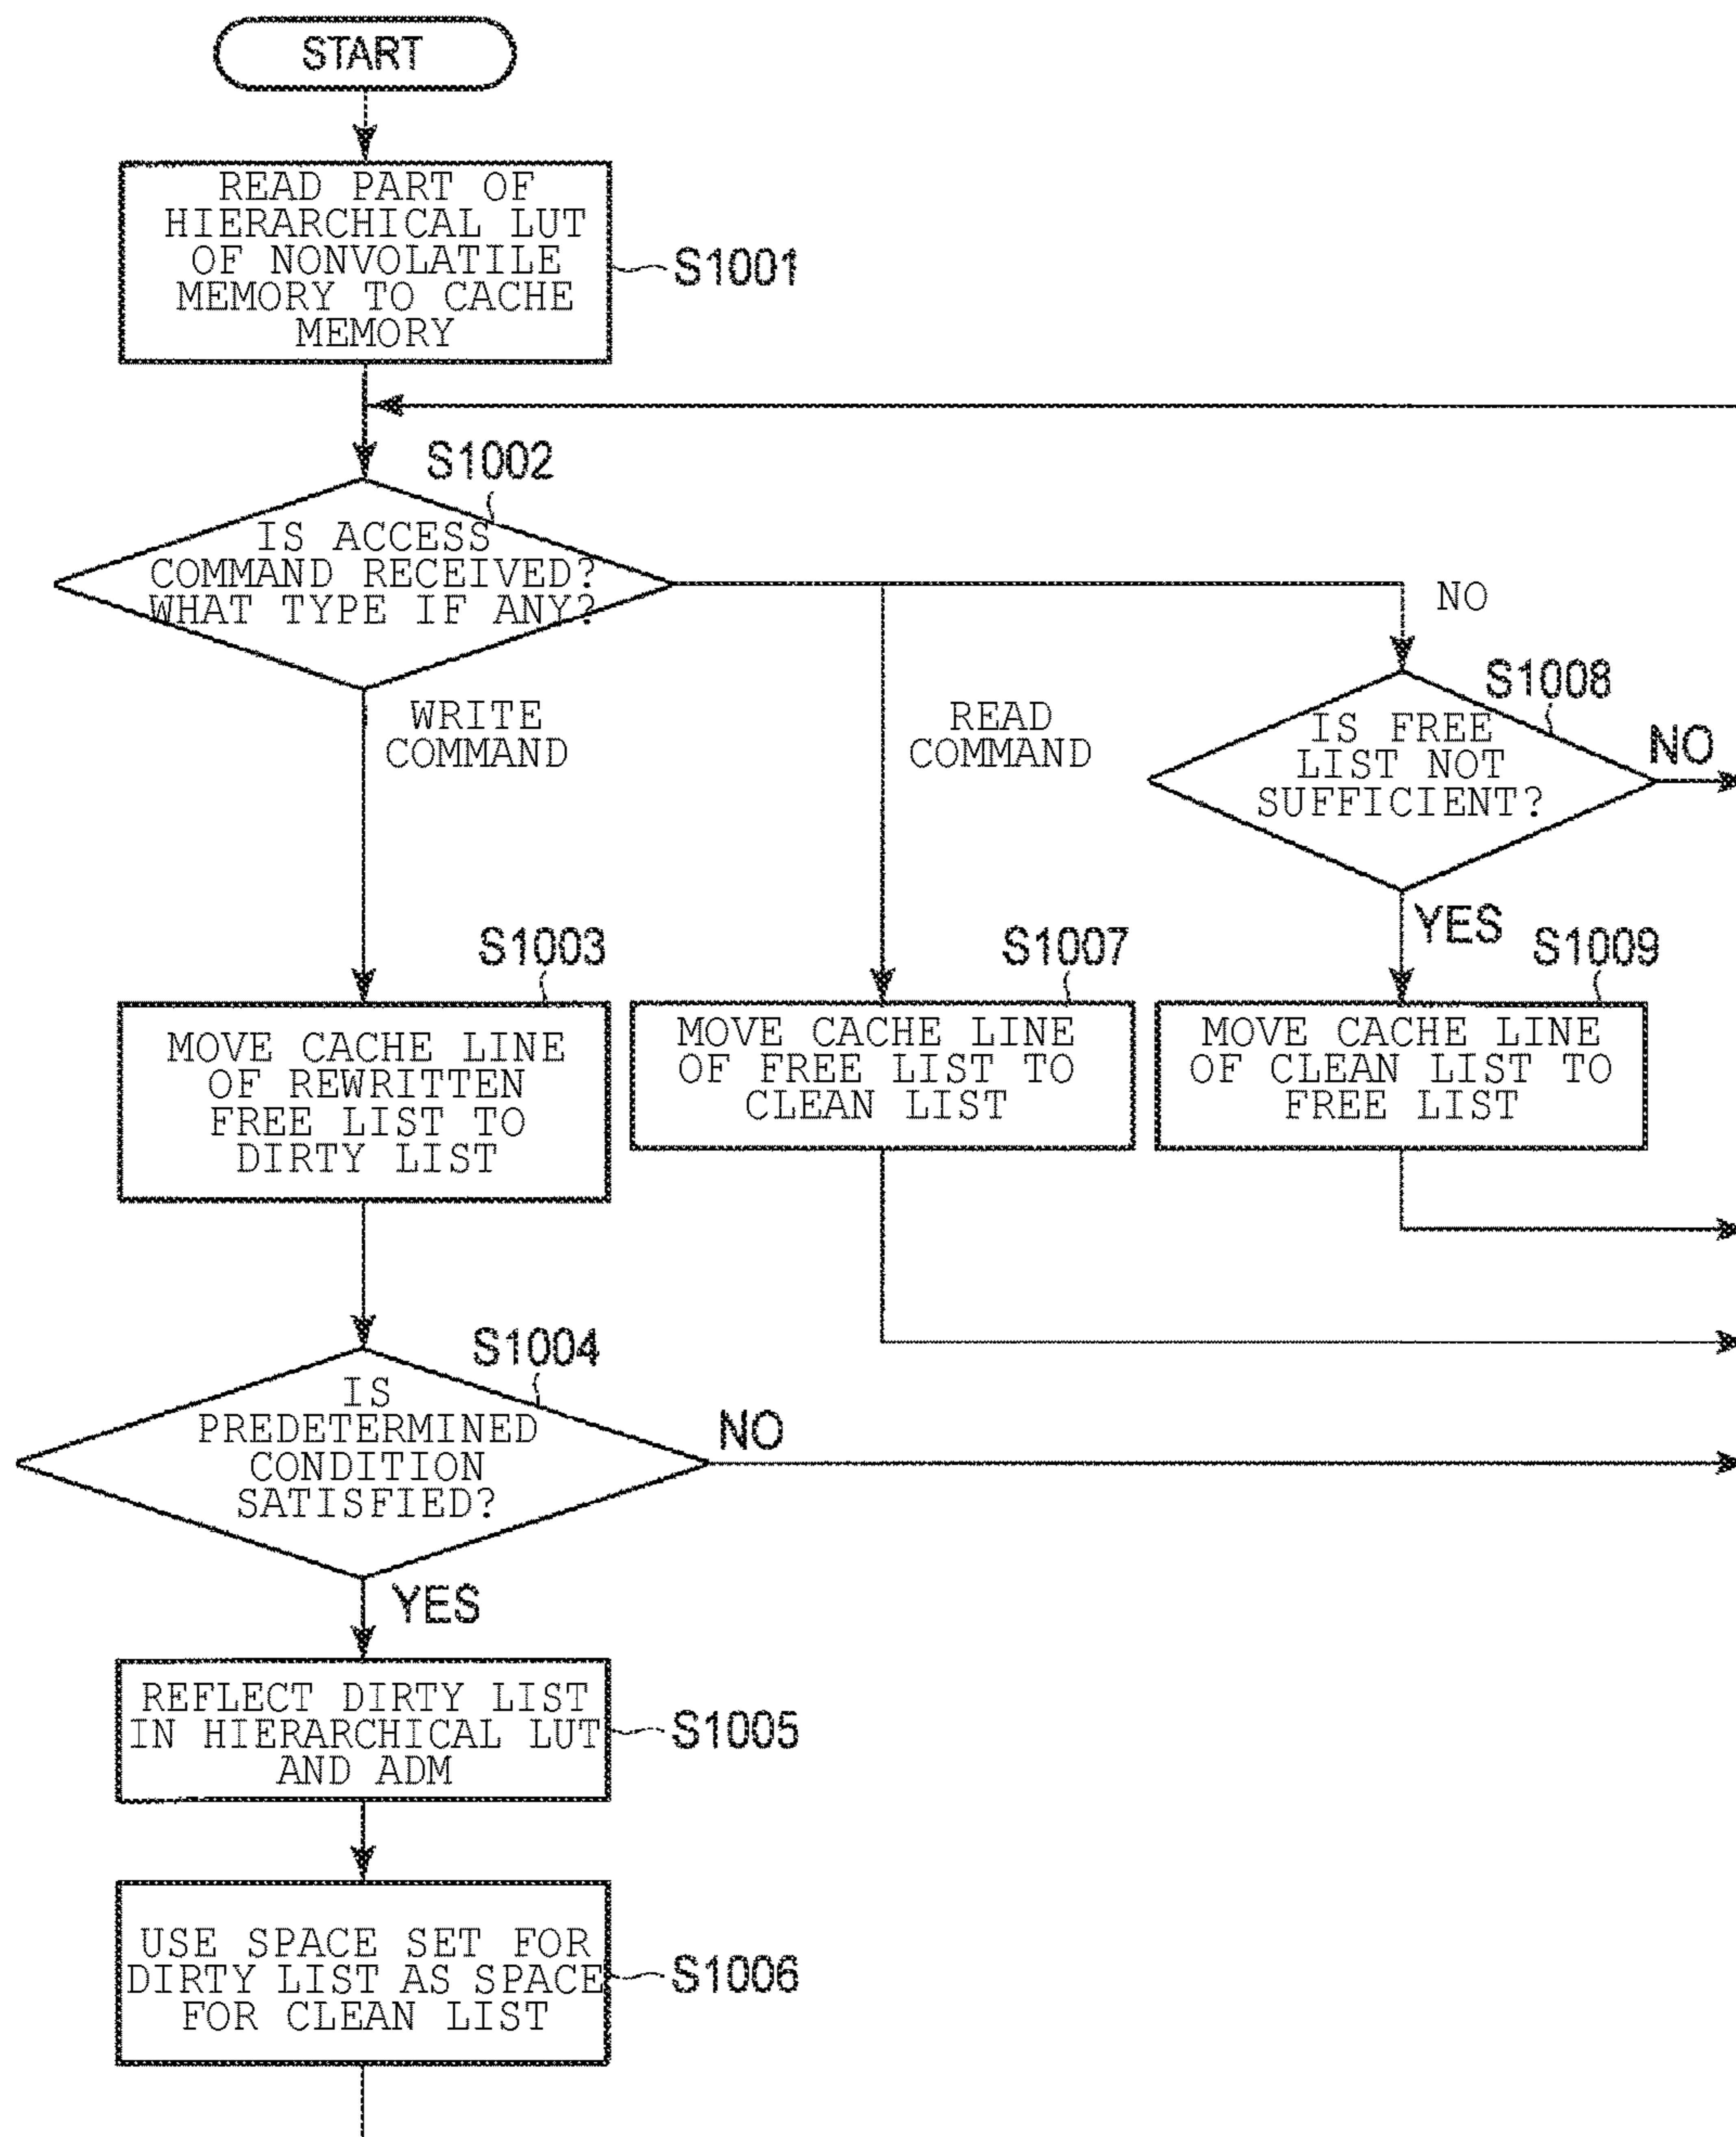 START
READ PART OF
HIERARCHICAL LUT
OF NONVOLATILE
MEMORY TO CACHE
MEMORY
S1001
S1002
IS ACCESS
COMMAND RECEIVED?
WHAT TYPE IF ANY?
NO
WRITE
COMMAND
READ
COMMAND
S1008
IS FREE
LIST NOT
SUFFICIENT?
NO
YES
S1003
MOVE CACHE LINE
OF REWRITTEN
FREE LIST TO
DIRTY LIST
S1007
MOVE CACHE LINE
OF FREE LIST TO
CLEAN LIST
S1009
MOVE CACHE LINE
OF CLEAN LIST TO
FREE LIST
S1004
IS
PREDETERMINED
CONDITION
SATISFIED?
NO
YES
REFLECT DIRTY LIST
IN HIERARCHICAL LUT
AND ADM
S1005
USE SPACE SET FOR
DIRTY LIST AS SPACE
FOR CLEAN LIST
S1006